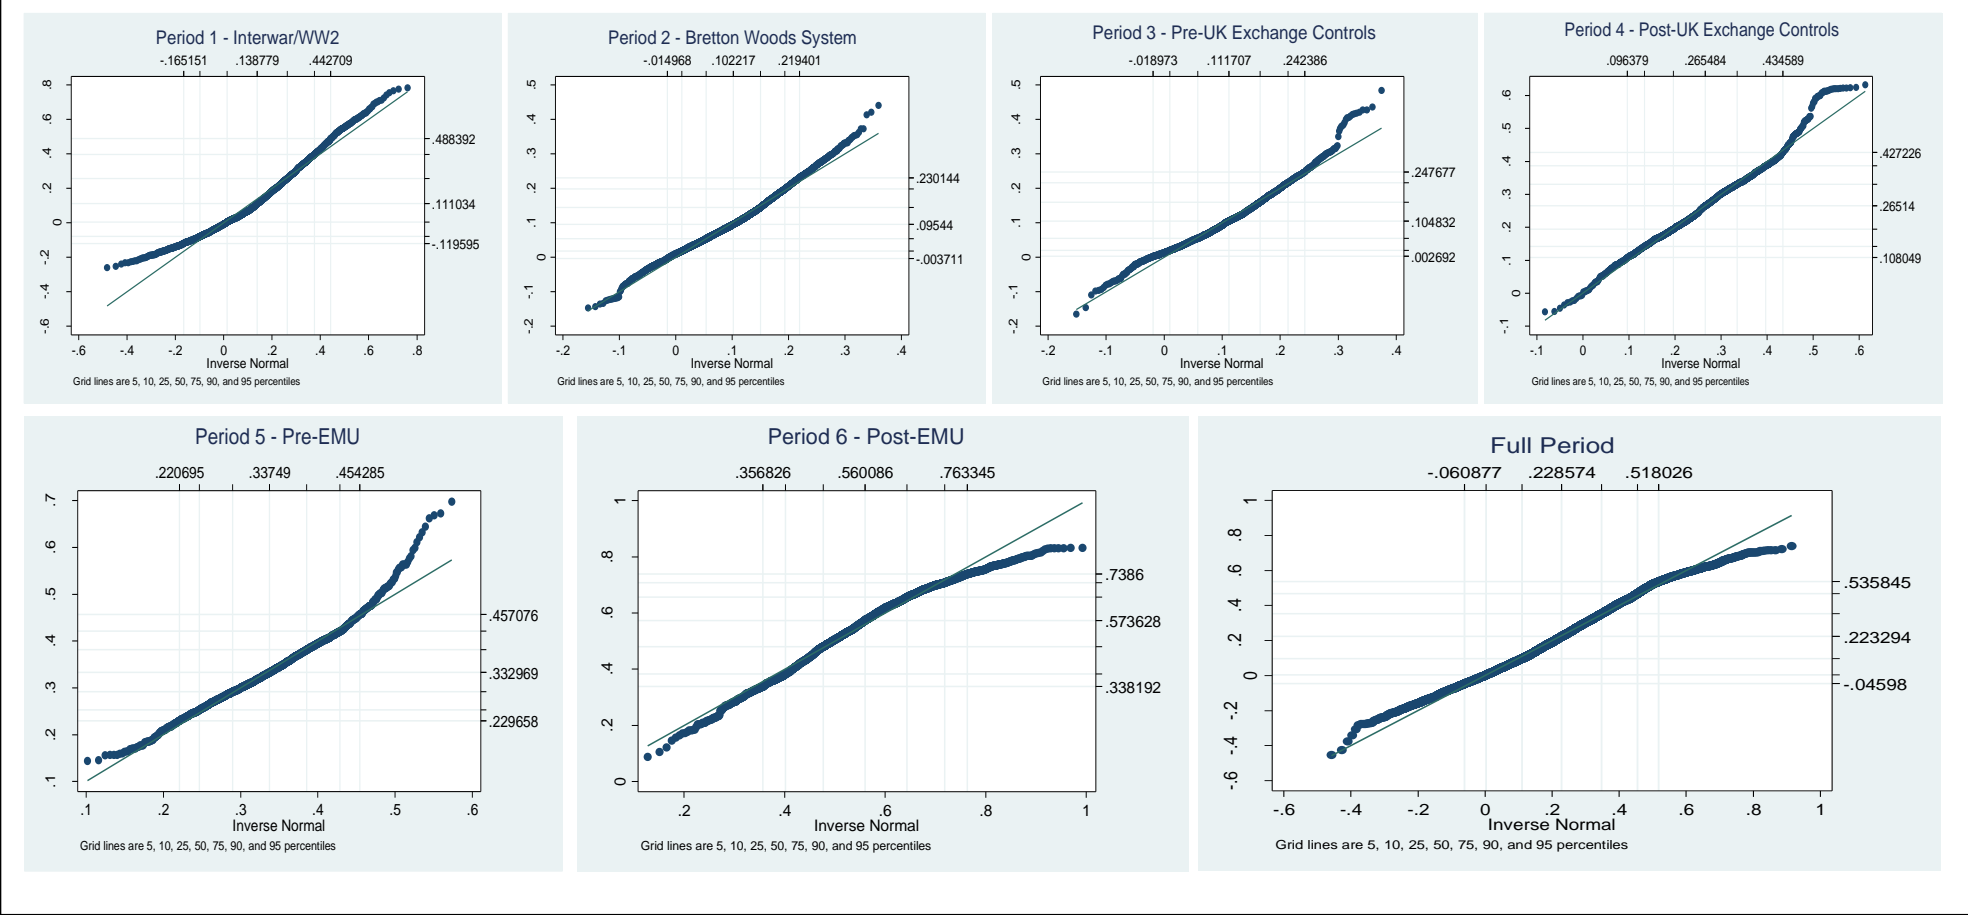 Period 1 - Interwar/WW2
-.165151 .138779 .442709
.8
.6
.4
.2
0
-.2
-.4
-.6
.488392
.111034
-.119595
-.6 -.4 -.2 0 .2 .4 .6 .8
Inverse Normal
Grid lines are 5, 10, 25, 50, 75, 90, and 95 percentiles
Period 2 - Bretton Woods System
-.014968 .102217 .219401
.5
.4
.3
.2
.1
0
-.1
-.2
.230144
.09544
-.003711
-.2 -.1 0 .1 .2 .3 .4
Inverse Normal
Grid lines are 5, 10, 25, 50, 75, 90, and 95 percentiles
Period 3 - Pre-UK Exchange Controls
-.018973 .111707 .242386
.5
.4
.3
.2
.1
0
-.1
-.2
.247677
.104832
.002692
-.2 -.1 0 .1 .2 .3 .4
Inverse Normal
Grid lines are 5, 10, 25, 50, 75, 90, and 95 percentiles
Period 4 - Post-UK Exchange Controls
.096379 .265484 .434589
.6
.5
.4
.3
.2
.1
0
-.1
.427226
.26514
.108049
-.1 0 .1 .2 .3 .4 .5 .6
Inverse Normal
Grid lines are 5, 10, 25, 50, 75, 90, and 95 percentiles
Period 5 - Pre-EMU
.220695 .33749 .454285
.7
.6
.5
.4
.3
.2
.1
.457076
.332969
.229658
.1 .2 .3 .4 .5 .6
Inverse Normal
Grid lines are 5, 10, 25, 50, 75, 90, and 95 percentiles
Period 6 - Post-EMU
.356826 .560086 .763345
1
.8
.6
.4
.2
0
.7386
.573628
.338192
.2 .4 .6 .8 1
Inverse Normal
Grid lines are 5, 10, 25, 50, 75, 90, and 95 percentiles
Full Period
-.060877 .228574 .518026
1
.8
.6
.4
.2
0
-.2
-.4
-.6
.535845
.223294
-.04598
-.6 -.4 -.2 0 .2 .4 .6 .8 1
Inverse Normal
Grid lines are 5, 10, 25, 50, 75, 90, and 95 percentiles